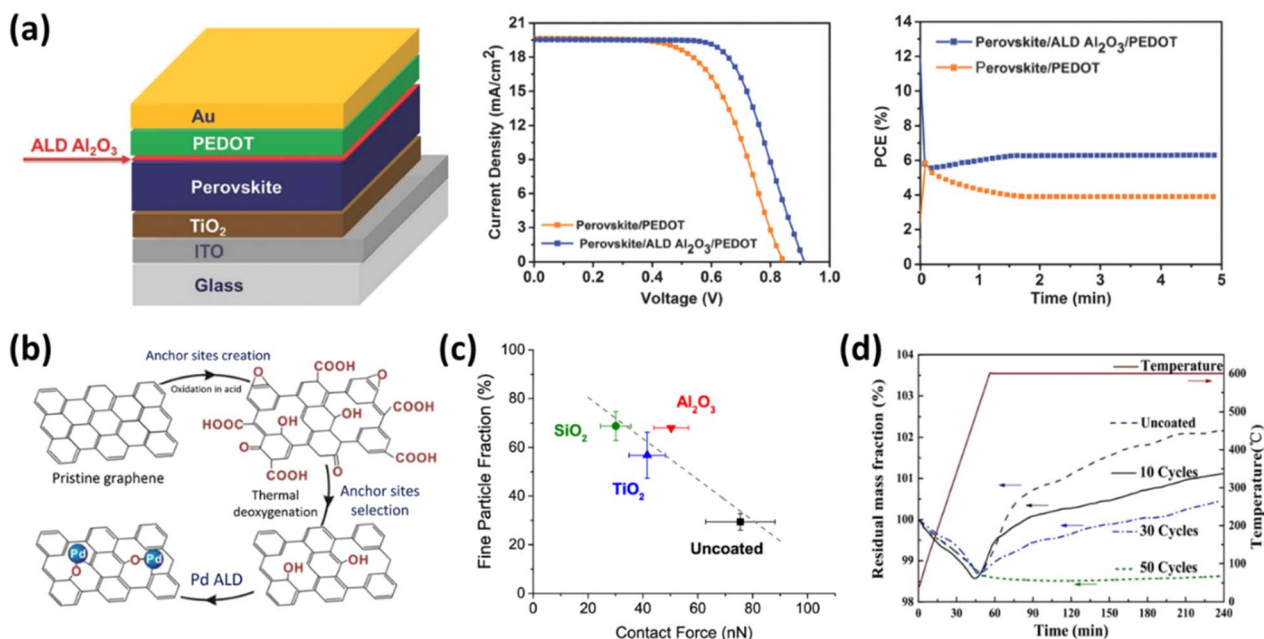 (a)
Au
PEDOT
ALD Al₂O₃
Perovskite
TiO₂
ITO
Glass
Current Density (mA/cm²)
21
18
15
12
9
6
3
0
Perovskite/PEDOT
Perovskite/ALD Al₂O₃/PEDOT
0.0 0.2 0.4 0.6 0.8 1.0
Voltage (V)
PCE (%)
14
12
10
8
6
4
2
0
Perovskite/ALD Al₂O₃/PEDOT
Perovskite/PEDOT
0 1 2 3 4 5
Time (min)
(b)
Anchor sites creation
Oxidation in acid
Pristine graphene
O
COOH
O
HOOC
OH
COOH
OH
O
COOH
O
COOH
Thermal
deoxygenation
Anchor sites
selection
Pd
O
O
Pd
Pd ALD
OH
OH
(c)
Fine Particle Fraction (%)
100
80
60
40
20
0
SiO₂
Al₂O₃
TiO₂
Uncoated
0 20 40 60 80 100
Contact Force (nN)
(d)
Residual mass fraction (%)
104
103
102
101
100
99
98
Temperature
Uncoated
10 Cycles
30 Cycles
50 Cycles
600
500
400
300
200
100
0
Temperature(℃)
0 30 60 90 120 150 180 210 240
Time (min)